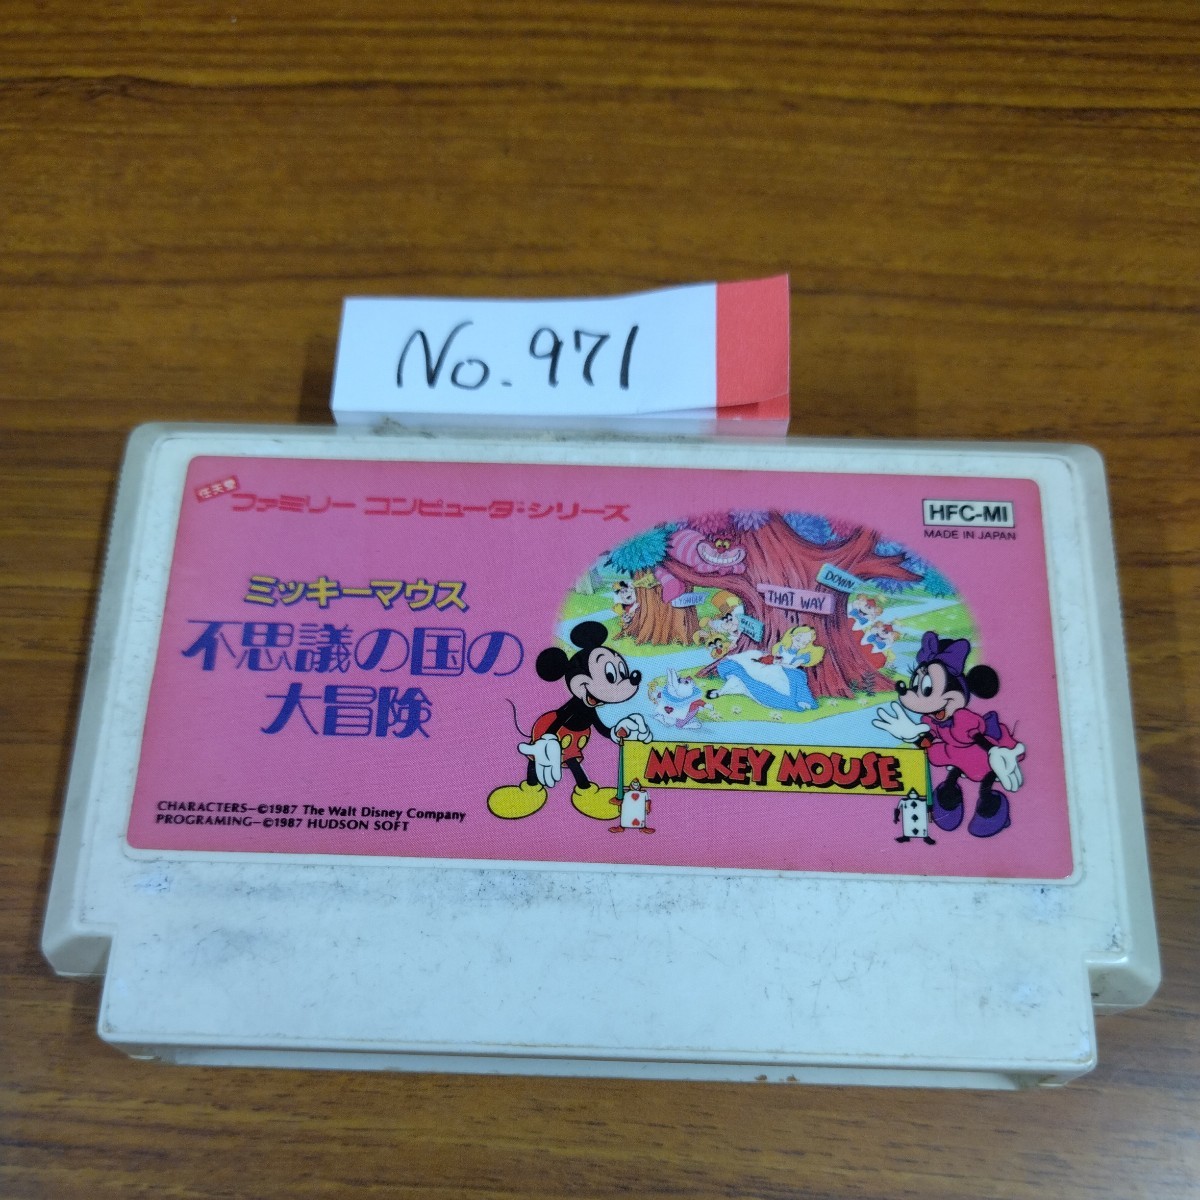 No. 971
任天堂
ファミリー コンピュータ・シリーズ
HFC-MI
MADE IN JAPAN
ミッキーマウス
不思議の国の
大冒険
DOWN
THAT WAY
MICKEY MOUSE
CHARACTERS–©1987 The Walt Disney Company
PROGRAMING–©1987 HUDSON SOFT